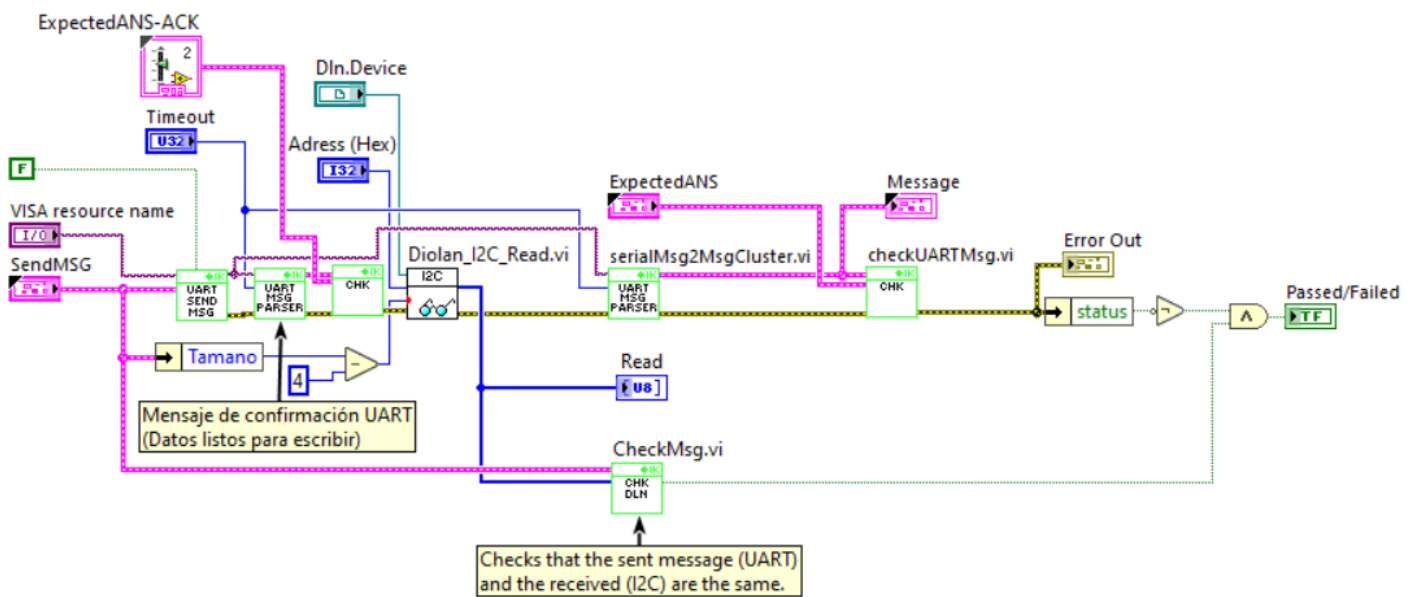 ExpectedANS-ACK
2
Dln.Device
Timeout
U32
Adress (Hex)
I32
F
VISA resource name
I/O
SendMSG
UART
SEND
MSG
UART
MSG
PARSER
CHK
Diolan_I2C_Read.vi
I2C
ExpectedANS
Message
serialMsg2MsgCluster.vi
UART
MSG
PARSER
checkUARTMsg.vi
CHK
Error Out
status
Passed/Failed
TF
Tamano
4
Mensaje de confirmación UART
(Datos listos para escribir)
Read
[U8]
CheckMsg.vi
CHK
DLN
Checks that the sent message (UART)
and the received (I2C) are the same.